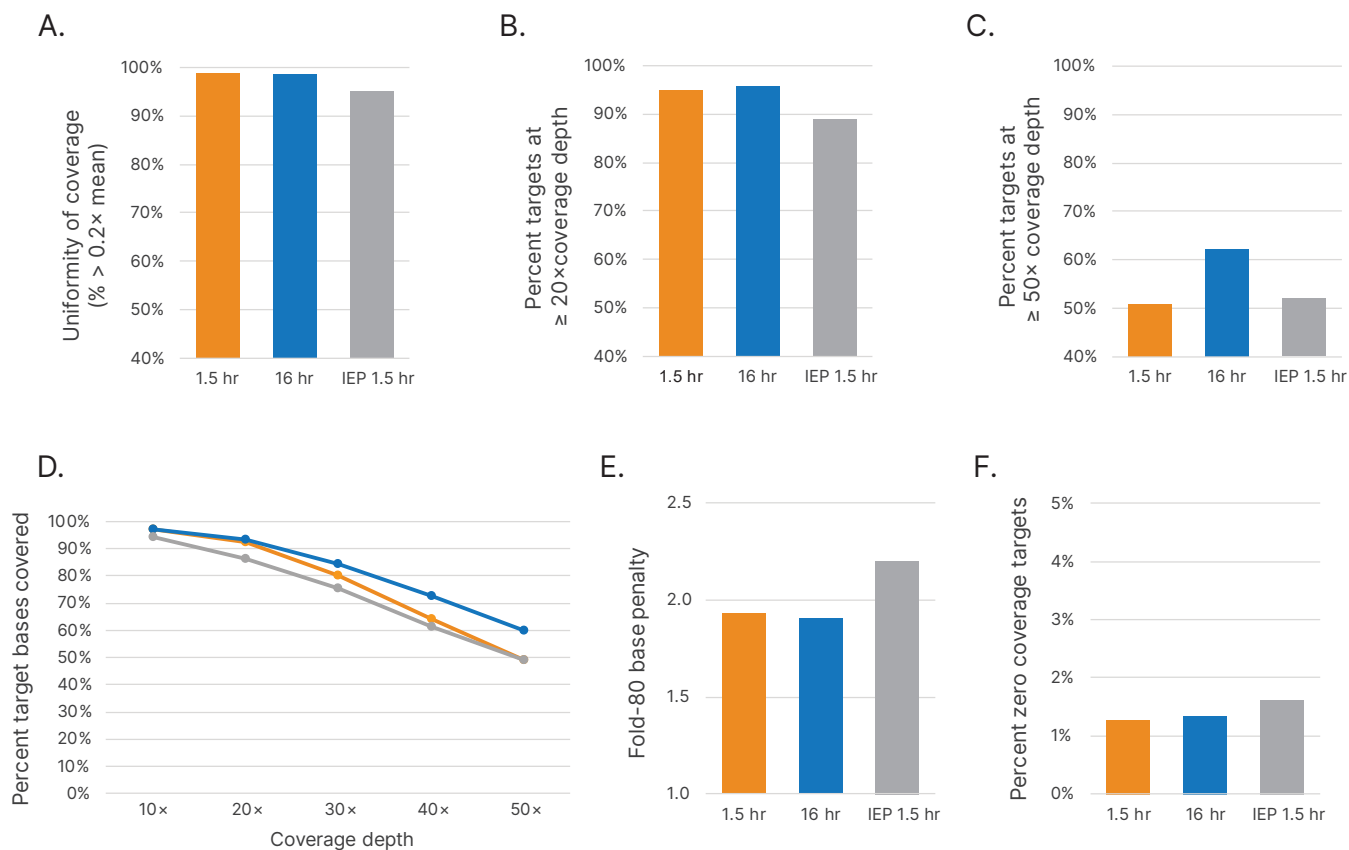 A.
Uniformity of coverage
(% > 0.2× mean)
100%
90%
80%
70%
60%
50%
40%
1.5 hr
16 hr
IEP 1.5 hr
B.
Percent targets at
≥ 20×coverage depth
100%
90%
80%
70%
60%
50%
40%
1.5 hr
16 hr
IEP 1.5 hr
C.
Percent targets at
≥ 50× coverage depth
100%
90%
80%
70%
60%
50%
40%
1.5 hr
16 hr
IEP 1.5 hr
D.
Percent target bases covered
100%
90%
80%
70%
60%
50%
40%
30%
20%
10%
0%
10×
20×
30×
40×
50×
Coverage depth
E.
Fold-80 base penalty
2.5
2.0
1.5
1.0
1.5 hr
16 hr
IEP 1.5 hr
F.
Percent zero coverage targets
5%
4%
3%
2%
1%
0%
1.5 hr
16 hr
IEP 1.5 hr